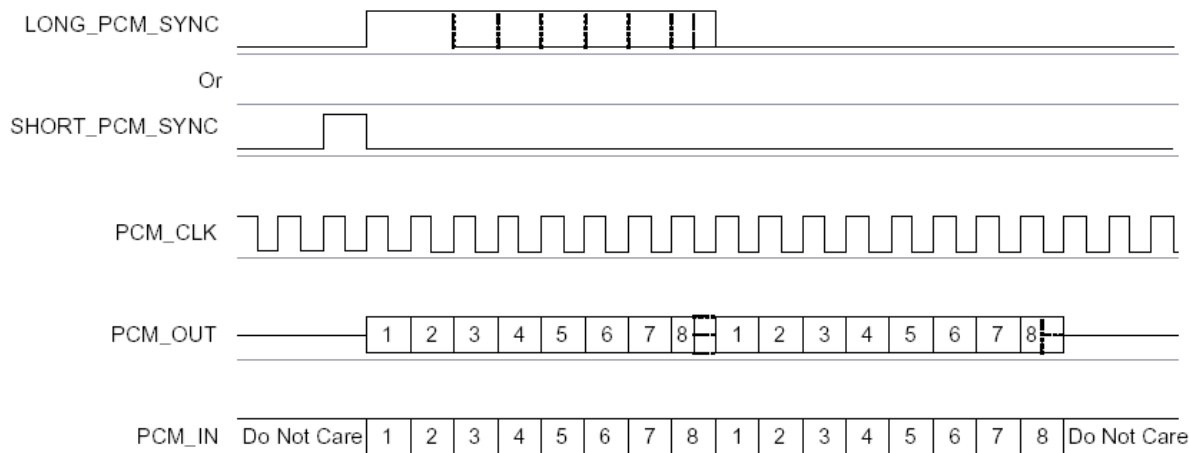 LONG_PCM_SYNC
Or
SHORT_PCM_SYNC
PCM_CLK
PCM_OUT 1 2 3 4 5 6 7 8 1 2 3 4 5 6 7 8
PCM_IN Do Not Care 1 2 3 4 5 6 7 8 1 2 3 4 5 6 7 8 Do Not Care